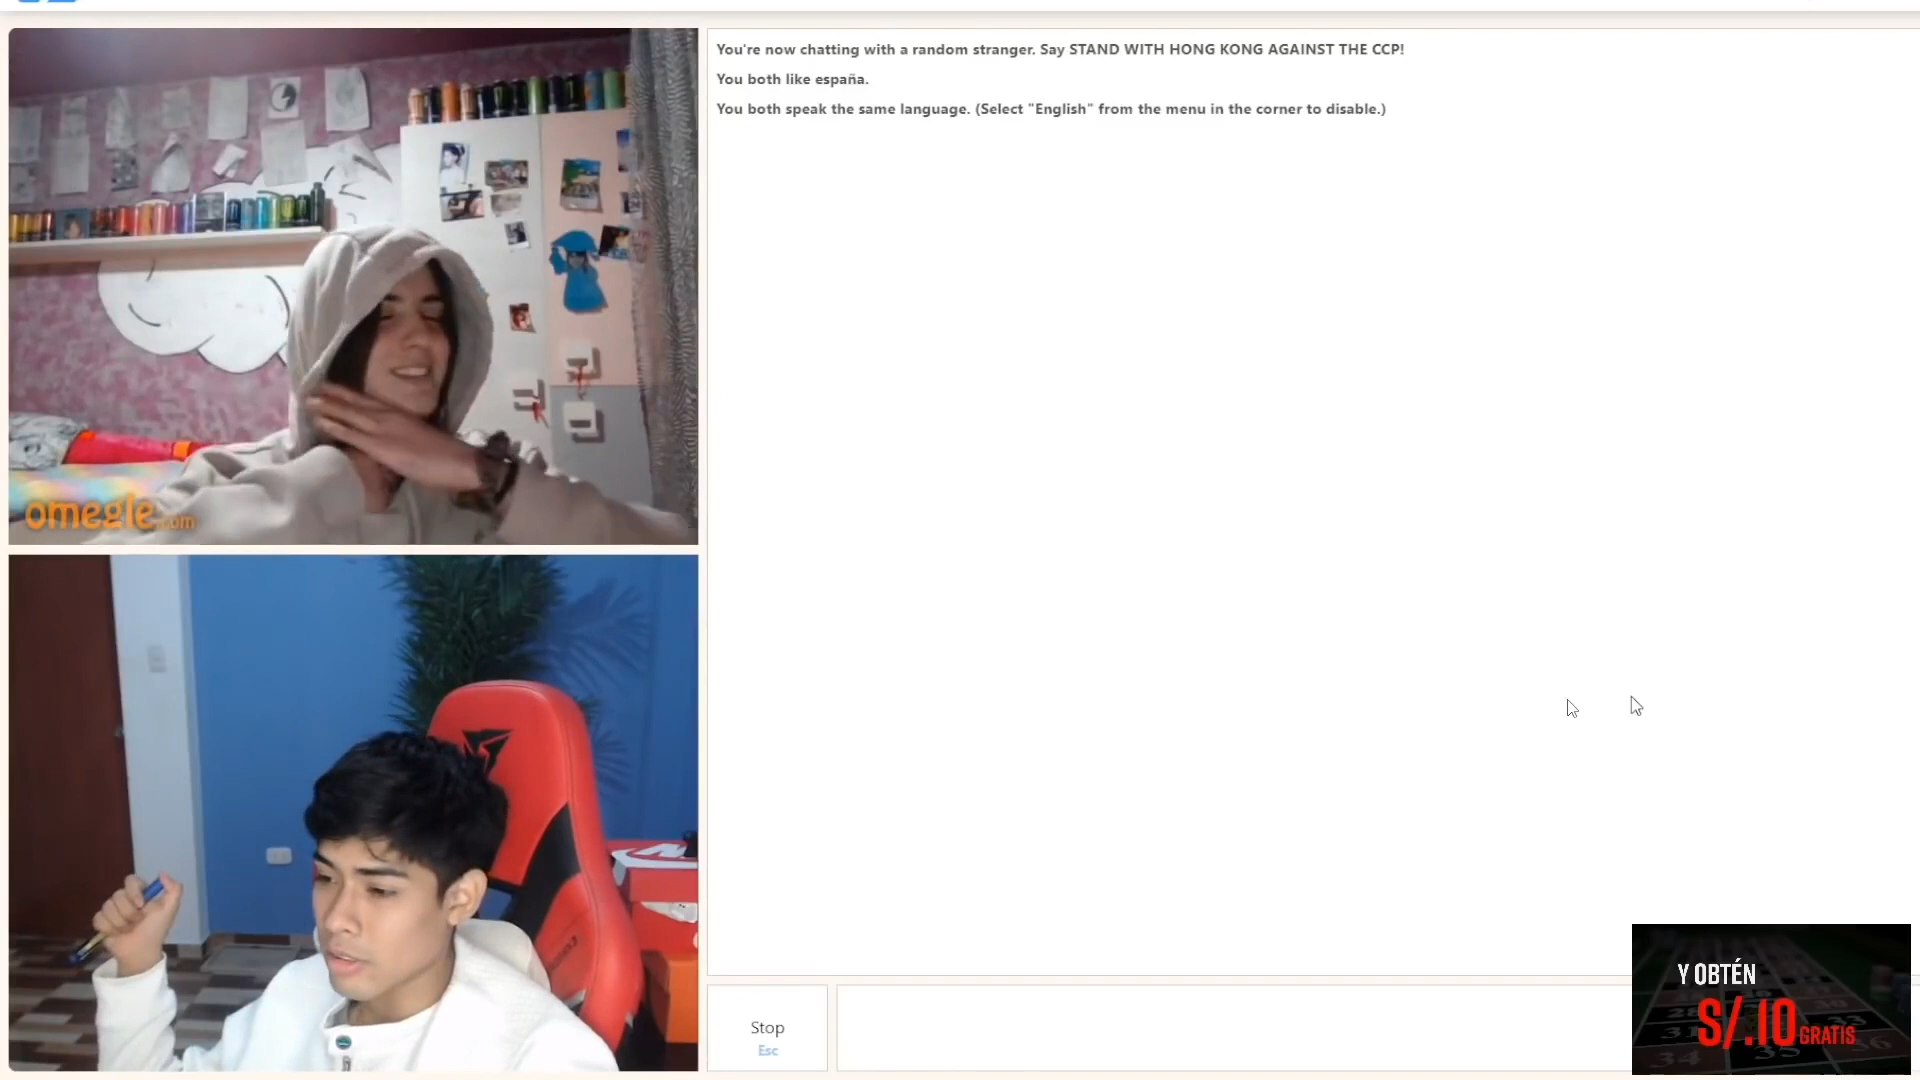 You're now chatting with a random stranger. Say STAND WITH HONG KONG AGAINST THE CCP!
You both like españa.
You both speak the same language. (Select "English" from the menu in the corner to disable.)
omegle.com
Stop
Esc
Y OBTÉN
S/.10 GRATIS